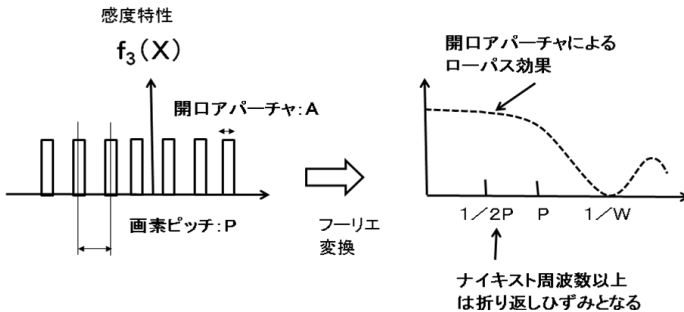 感度特性
f₃(X)
開口アパーチャ:A
画素ピッチ:P
フーリエ
変換
開口アパーチャによる
ローパス効果
1/2P
P
1/W
ナイキスト周波数以上
は折り返しひずみとなる